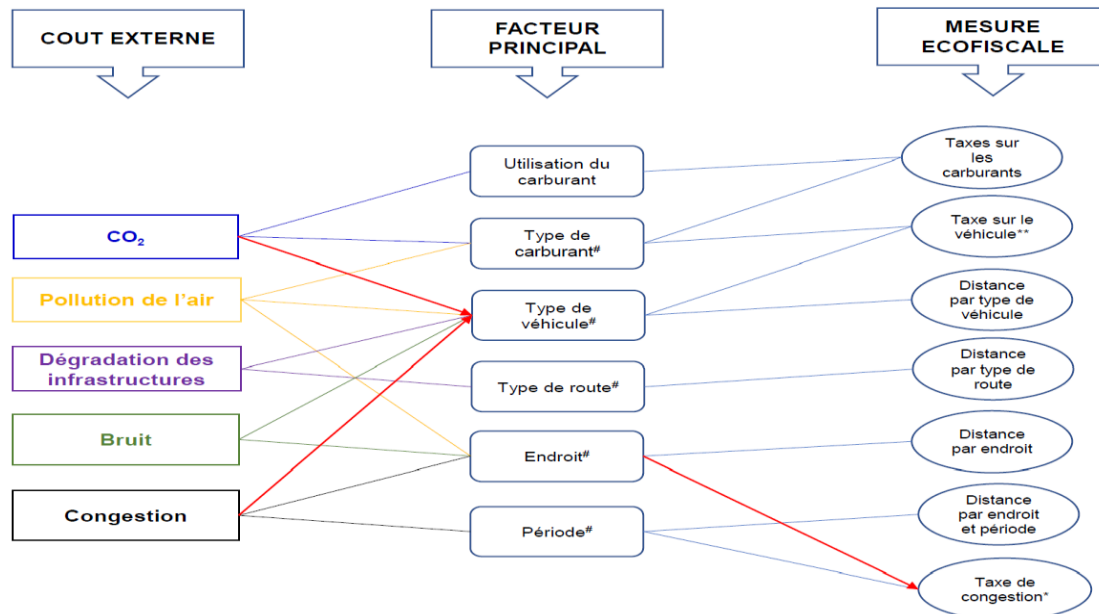 COUT EXTERNE
FACTEUR
PRINCIPAL
MESURE
ECOFISCALE
CO₂
Pollution de l'air
Dégradation des
infrastructures
Bruit
Congestion
Utilisation du
carburant
Type de
carburant#
Type de
véhicule#
Type de route#
Endroit#
Période#
Taxes sur
les
carburants
Taxe sur le
véhicule**
Distance
par type de
véhicule
Distance
par type de
route
Distance
par endroit
Distance
par endroit
et période
Taxe de
congestion*